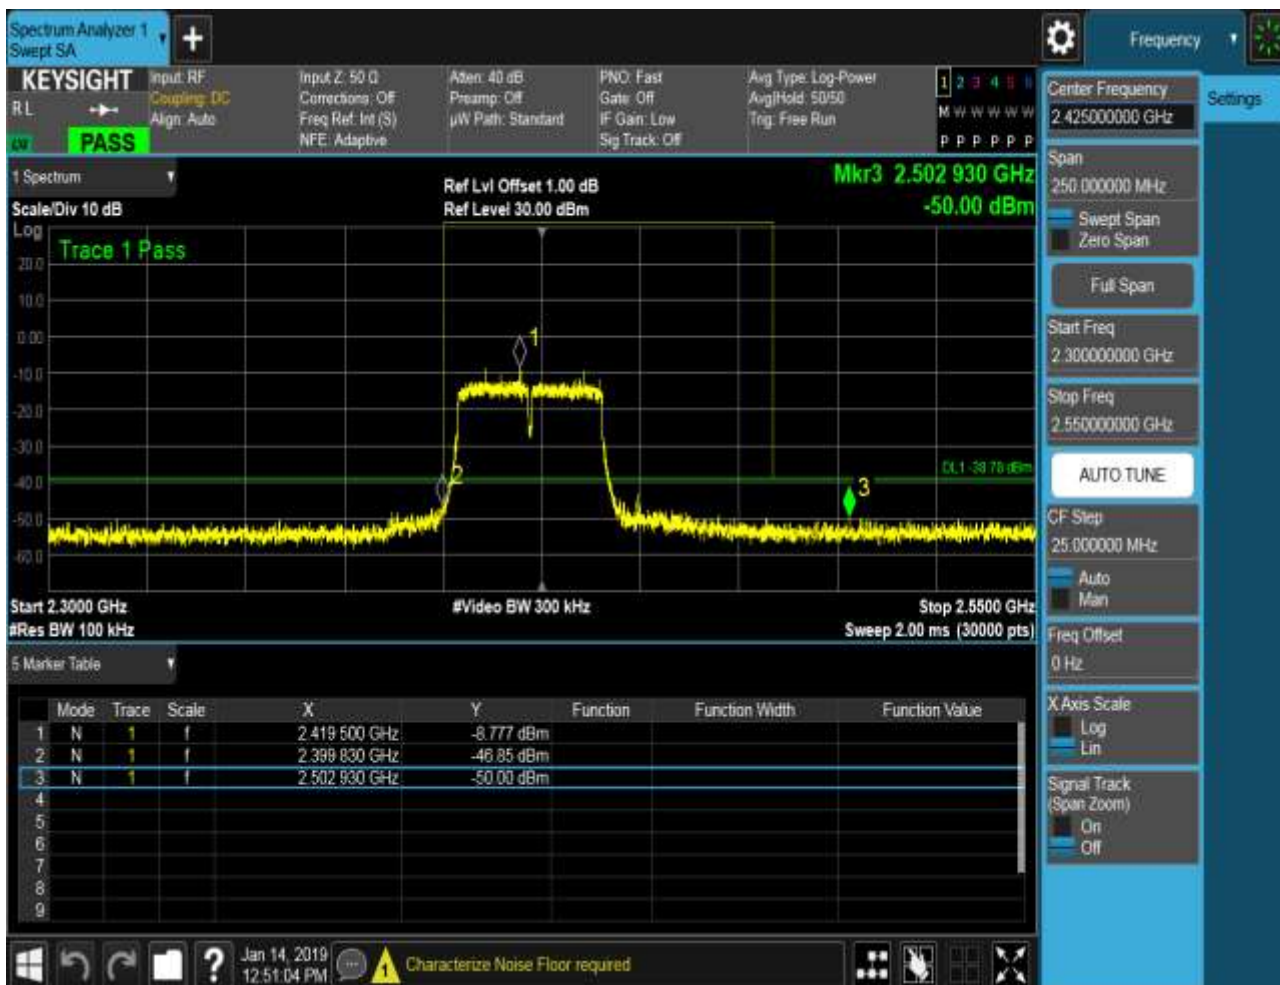 Spectrum Analyzer 1
Swept SA
+
Frequency
KEYSIGHT
R L
PASS
Input: RF
Coupling: DC
Align: Auto
Input Z: 50 Ω
Corrections: Off
Freq Ref: Int (S)
NFE: Adaptive
Atten: 40 dB
Preamp: Off
µW Path: Standard
PNO: Fast
Gate: Off
IF Gain: Low
Sig Track: Off
Avg Type: Log-Power
Avg|Hold: 50/50
Trig: Free Run
1 2 3 4 5 6
M W W W W W
P P P P P P
Center Frequency
2.425000000 GHz
Settings
1 Spectrum
Scale/Div 10 dB
Ref Lvl Offset 1.00 dB
Ref Level 30.00 dBm
Mkr3 2.502 930 GHz
-50.00 dBm
Log
Trace 1 Pass
20.0
10.0
0.00
-10.0
-20.0
-30.0
-40.0
-50.0
-60.0
1
2
3
DL1 -38.78 dBm
Start 2.3000 GHz
#Res BW 100 kHz
#Video BW 300 kHz
Stop 2.5500 GHz
Sweep 2.00 ms (30000 pts)
Span
250.000000 MHz
Swept Span
Zero Span
Full Span
Start Freq
2.300000000 GHz
Stop Freq
2.550000000 GHz
AUTO TUNE
CF Step
25.000000 MHz
Auto
Man
Freq Offset
0 Hz
X Axis Scale
Log
Lin
Signal Track
(Span Zoom)
On
Off
5 Marker Table
Mode Trace Scale X Y Function Function Width Function Value
1 N 1 f 2.419 500 GHz -8.777 dBm
2 N 1 f 2.399 830 GHz -46.85 dBm
3 N 1 f 2.502 930 GHz -50.00 dBm
4
5
6
7
8
9
?
Jan 14, 2019
12:51:04 PM
1
Characterize Noise Floor required